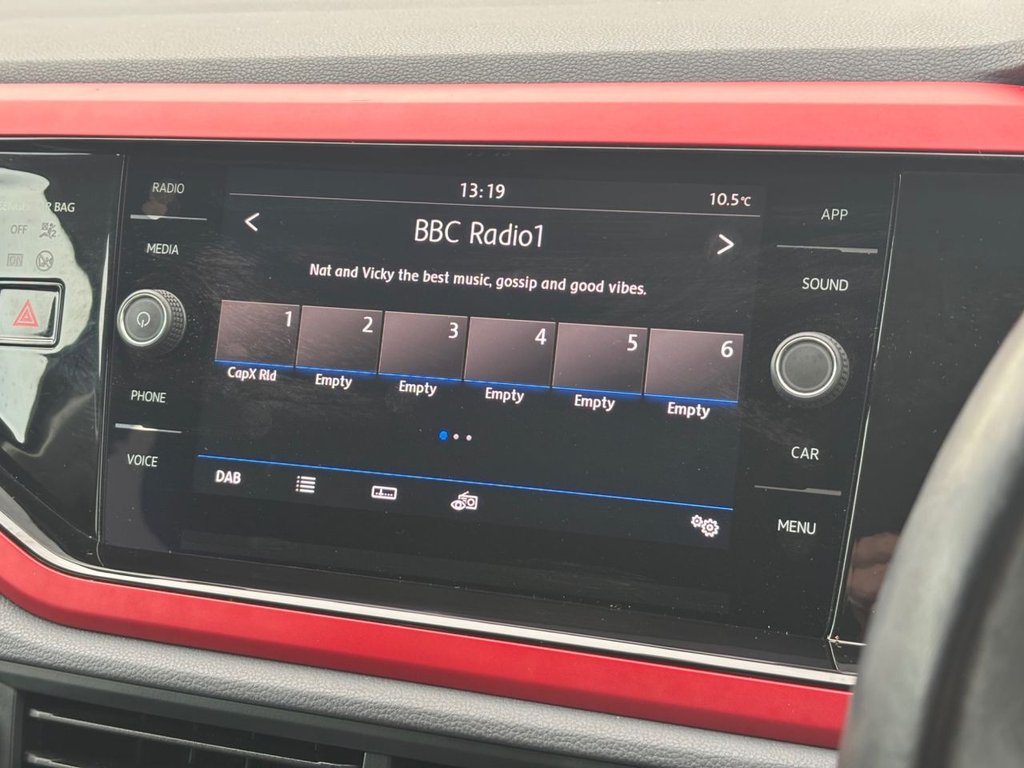 13:19
10.5°C
BBC Radio1
Nat and Vicky the best music, gossip and good vibes.
1 2 3 4 5 6
CapX Rld Empty Empty Empty Empty Empty
DAB
RADIO
MEDIA
PHONE
VOICE
APP
SOUND
CAR
MENU
BAG
OFF
ON